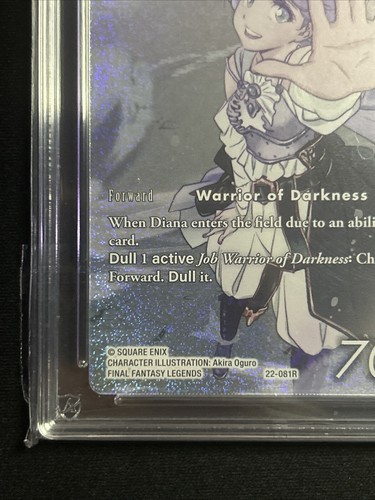 Forward Warrior of Darkness
When Diana enters the field due to an abili
card.
Dull 1 active Job Warrior of Darkness: Ch
Forward. Dull it.
© SQUARE ENIX
CHARACTER ILLUSTRATION: Akira Oguro
FINAL FANTASY LEGENDS 22-081R